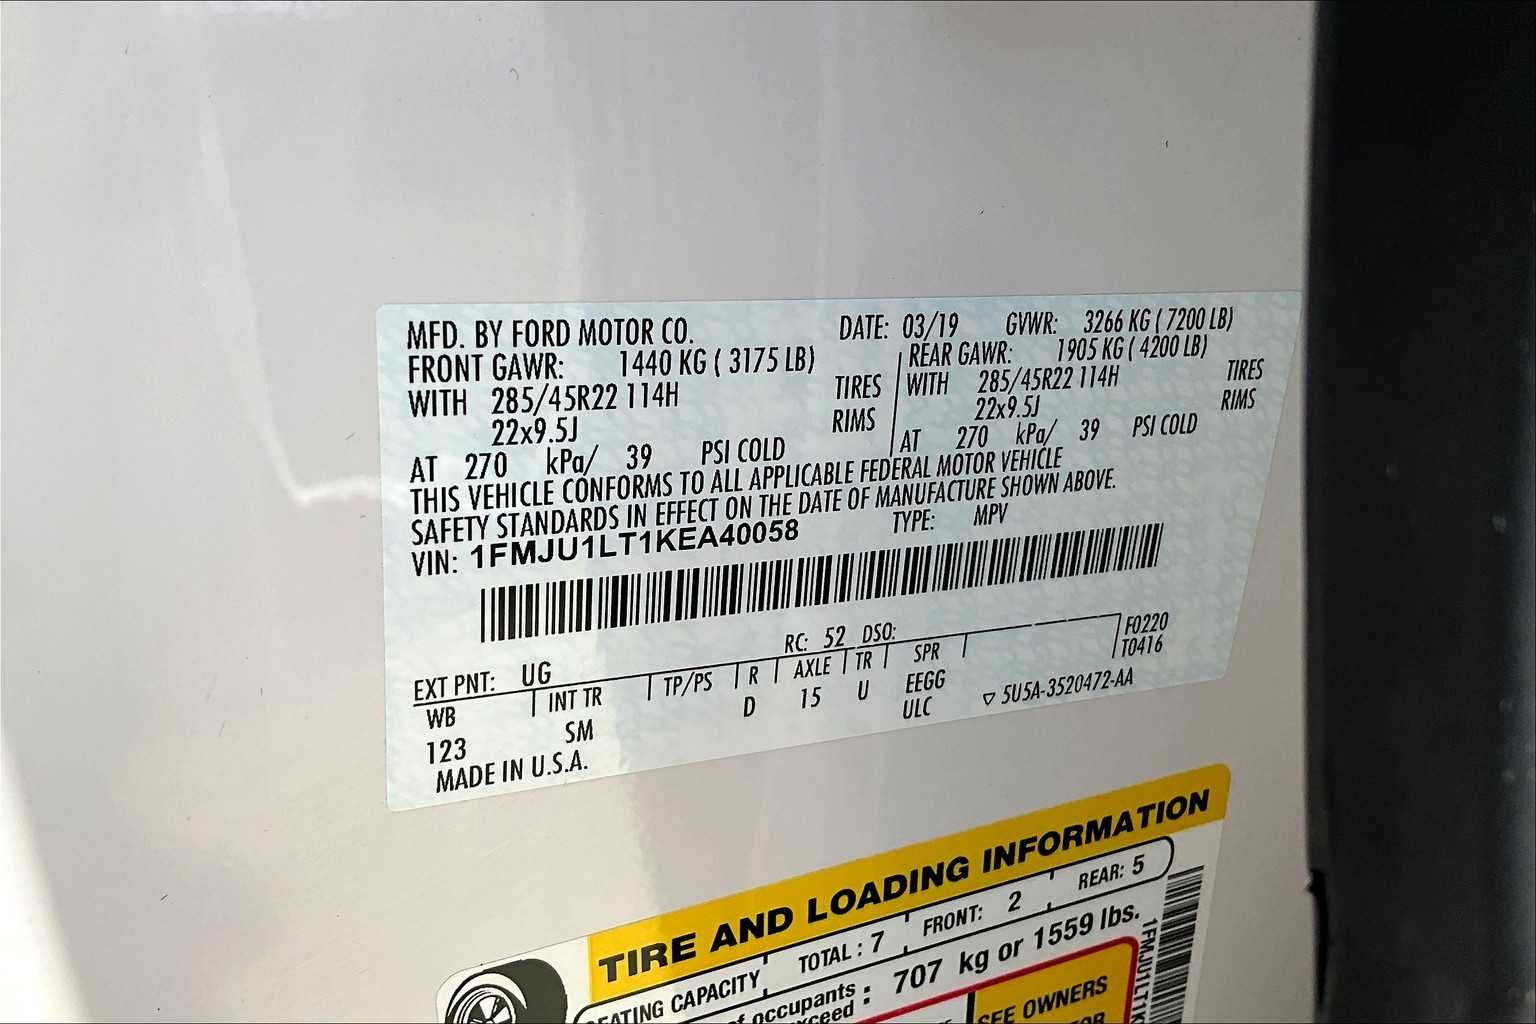 MFD. BY FORD MOTOR CO. DATE: 03/19 GVWR: 3266 KG ( 7200 LB)
FRONT GAWR: 1440 KG ( 3175 LB) REAR GAWR: 1905 KG ( 4200 LB)
WITH 285/45R22 114H TIRES WITH 285/45R22 114H TIRES
22x9.5J RIMS 22x9.5J RIMS
AT 270 kPa/ 39 PSI COLD AT 270 kPa/ 39 PSI COLD
THIS VEHICLE CONFORMS TO ALL APPLICABLE FEDERAL MOTOR VEHICLE
SAFETY STANDARDS IN EFFECT ON THE DATE OF MANUFACTURE SHOWN ABOVE.
VIN: 1FMJU1LT1KEA40058 TYPE: MPV
RC: 52 DSO:
EXT PNT: UG F0220
WB INT TR TP/PS R AXLE TR SPR T0416
123 SM D 15 U EEGG
ULC ▽ 5U5A-3520472-AA
MADE IN U.S.A.
TIRE AND LOADING INFORMATION
SEATING CAPACITY TOTAL : 7 FRONT: 2 REAR: 5
of occupants
exceed : 707 kg or 1559 lbs.
SEE OWNERS
1FMJU1LT1K